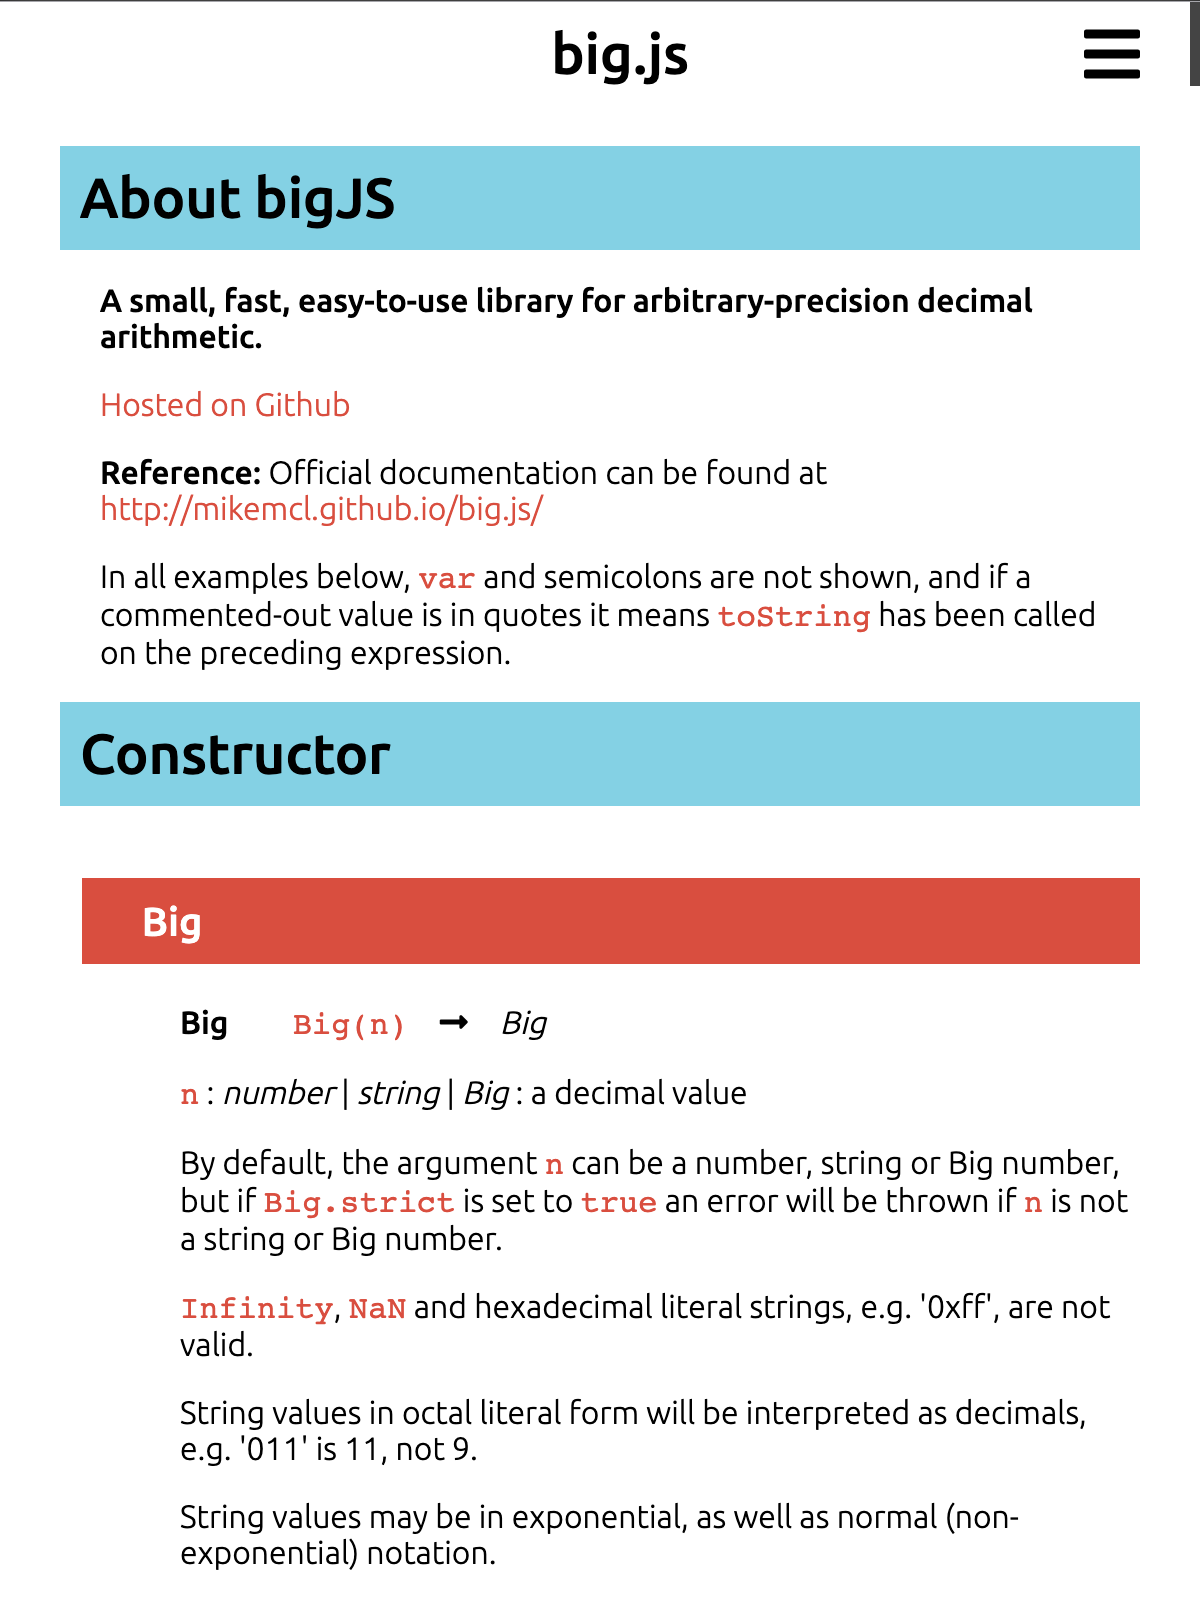 big.js
About bigJS
A small, fast, easy-to-use library for arbitrary-precision decimal
arithmetic.
Hosted on Github
Reference: Official documentation can be found at
http://mikemcl.github.io/big.js/
In all examples below, var and semicolons are not shown, and if a
commented-out value is in quotes it means toString has been called
on the preceding expression.
Constructor
Big
Big Big(n) → Big
n : number | string | Big : a decimal value
By default, the argument n can be a number, string or Big number,
but if Big.strict is set to true an error will be thrown if n is not
a string or Big number.
Infinity, NaN and hexadecimal literal strings, e.g. '0xff', are not
valid.
String values in octal literal form will be interpreted as decimals,
e.g. '011' is 11, not 9.
String values may be in exponential, as well as normal (non-
exponential) notation.